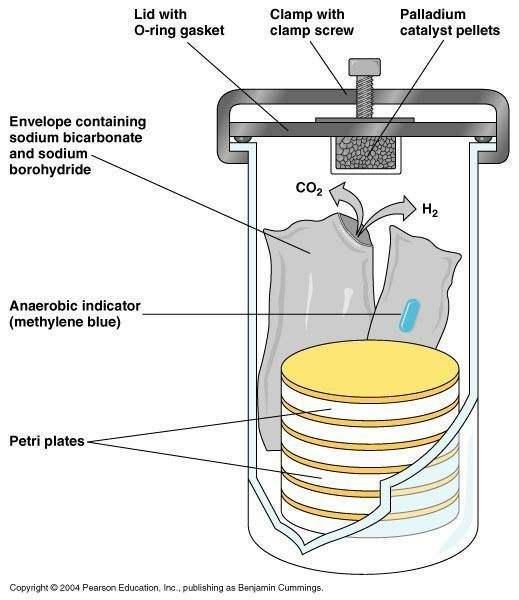 Lid with
O-ring gasket
Clamp with
clamp screw
Palladium
catalyst pellets
Envelope containing
sodium bicarbonate
and sodium
borohydride
CO₂
H₂
Anaerobic indicator
(methylene blue)
Petri plates
Copyright © 2004 Pearson Education, Inc., publishing as Benjamin Cummings.